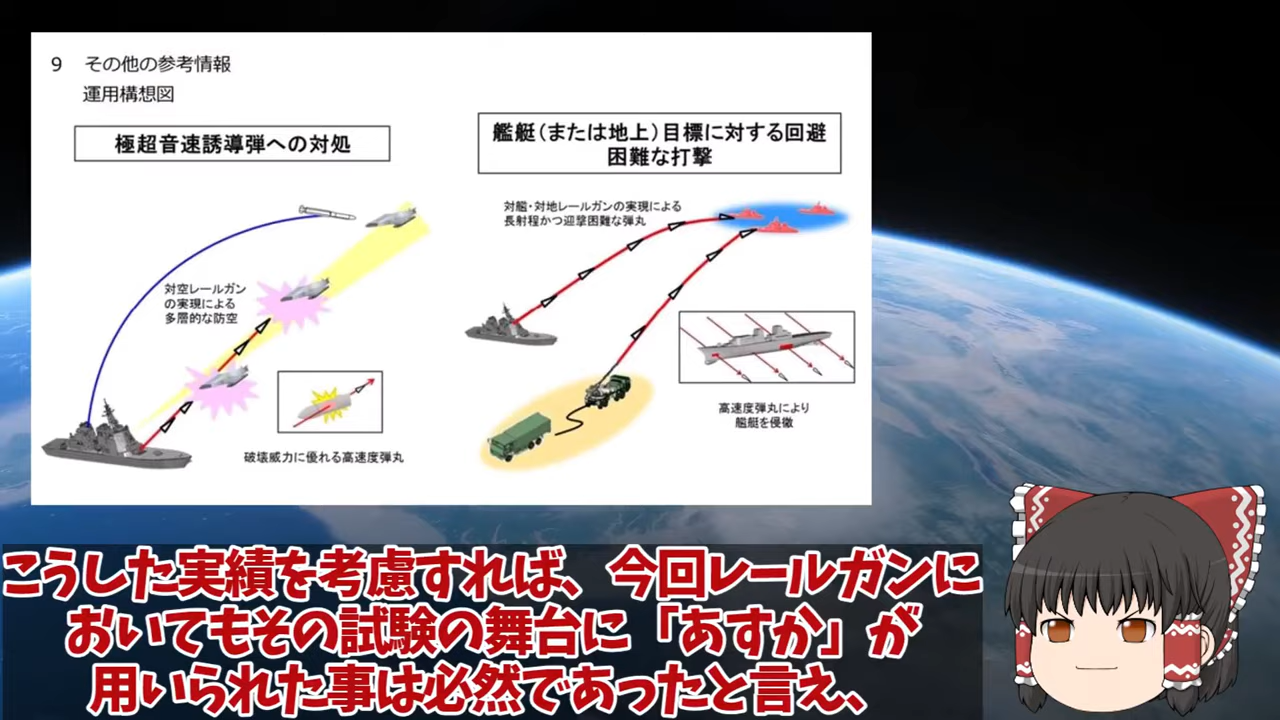 9 その他の参考情報
運用構想図
極超音速誘導弾への対処
対空レールガン
の実現による
多層的な防空
破壊威力に優れる高速度弾丸
艦艇(または地上)目標に対する回避
困難な打撃
対艦・対地レールガンの実現による
長射程かつ迎撃困難な弾丸
高速度弾丸により
艦艇を侵徹
こうした実績を考慮すれば、今回レールガンに
おいてもその試験の舞台に「あすか」が
用いられた事は必然であったと言え、